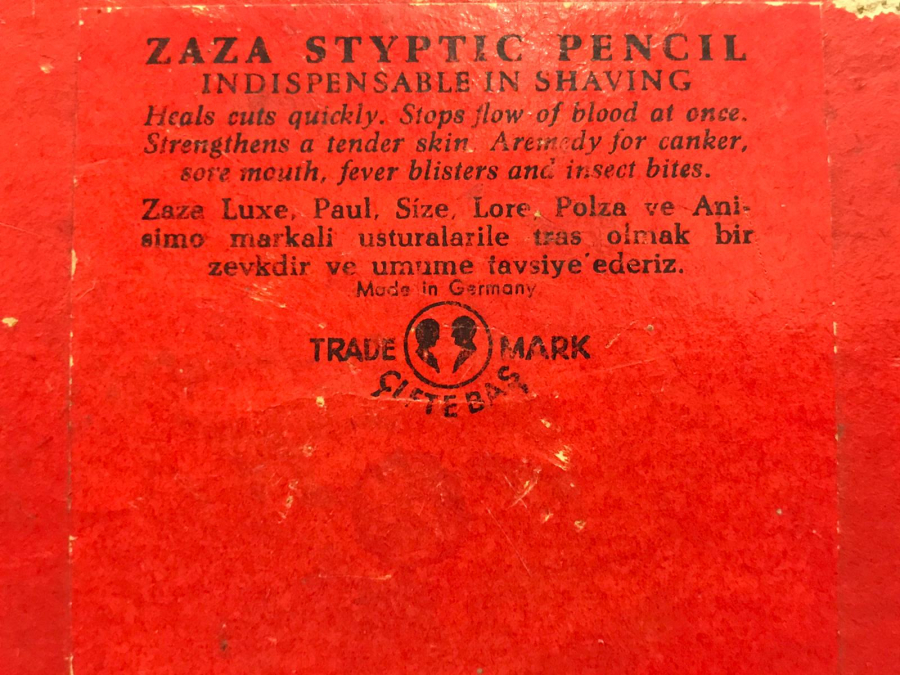 ZAZA STYPTIC PENCIL
INDISPENSABLE IN SHAVING
Heals cuts quickly. Stops flow of blood at once.
Strengthens a tender skin. Aremedy for canker,
sore mouth, fever blisters and insect bites.
Zaza Luxe, Paul, Size, Lore, Polza ve Ani-
simo markali usturalarile tras olmak bir
zevkdir ve umume tavsiye ederiz.
Made in Germany
TRADE MARK
ÇİFTE BAŞ